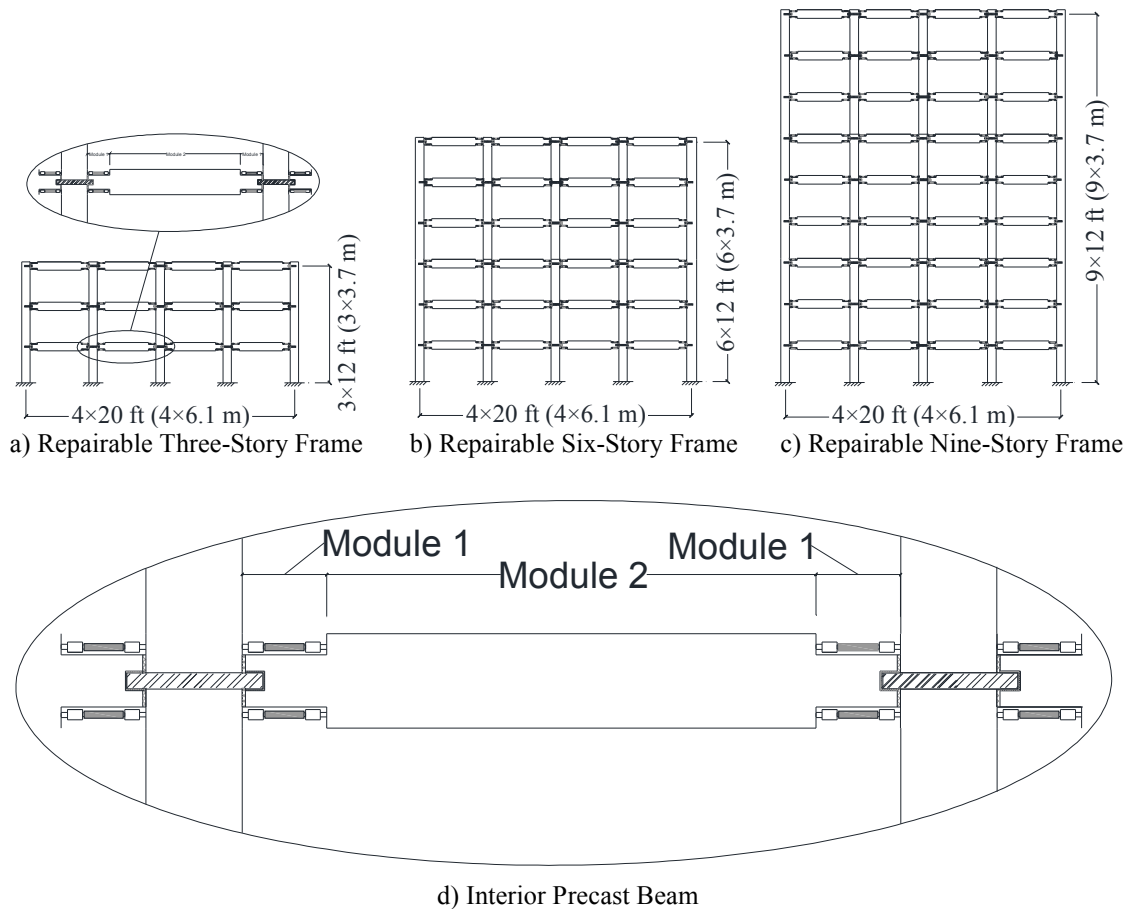 Module 1
Module 2
Module 1
3×12 ft (3×3.7 m)
4×20 ft (4×6.1 m)
a) Repairable Three-Story Frame
6×12 ft (6×3.7 m)
4×20 ft (4×6.1 m)
b) Repairable Six-Story Frame
9×12 ft (9×3.7 m)
4×20 ft (4×6.1 m)
c) Repairable Nine-Story Frame
Module 1
Module 2
Module 1
d) Interior Precast Beam